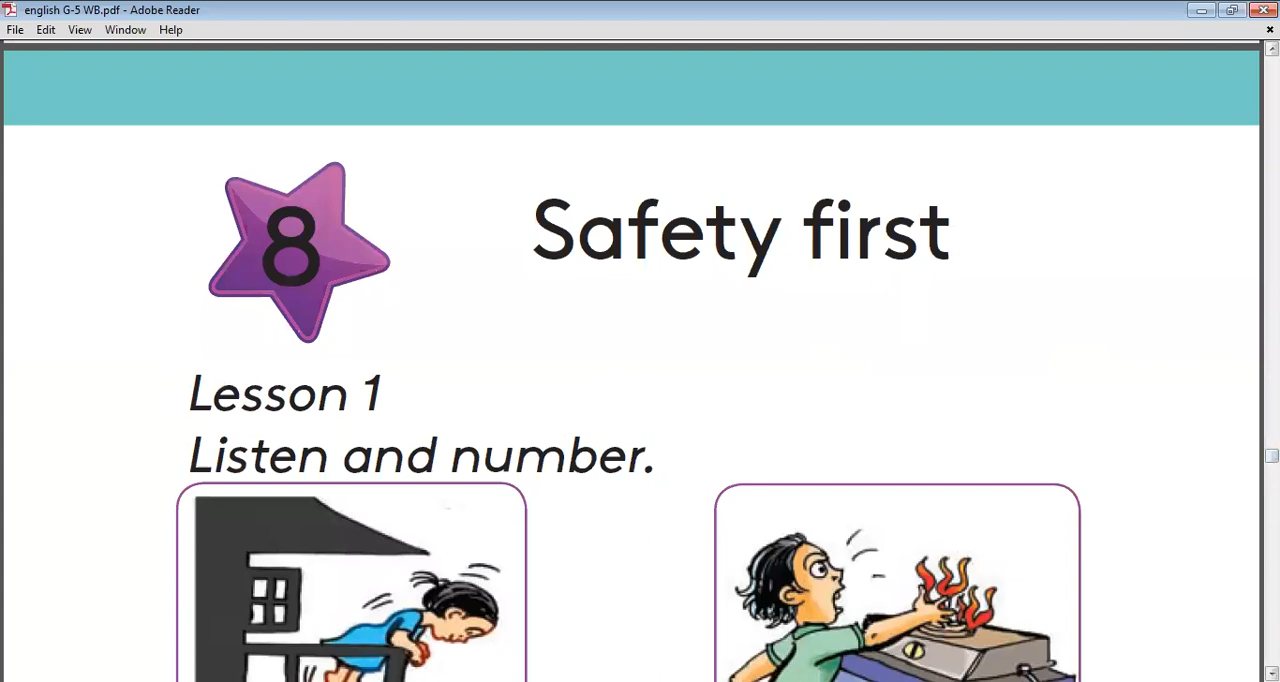 english G-5 WB.pdf - Adobe Reader
File Edit View Window Help
8
Safety first
Lesson 1
Listen and number.